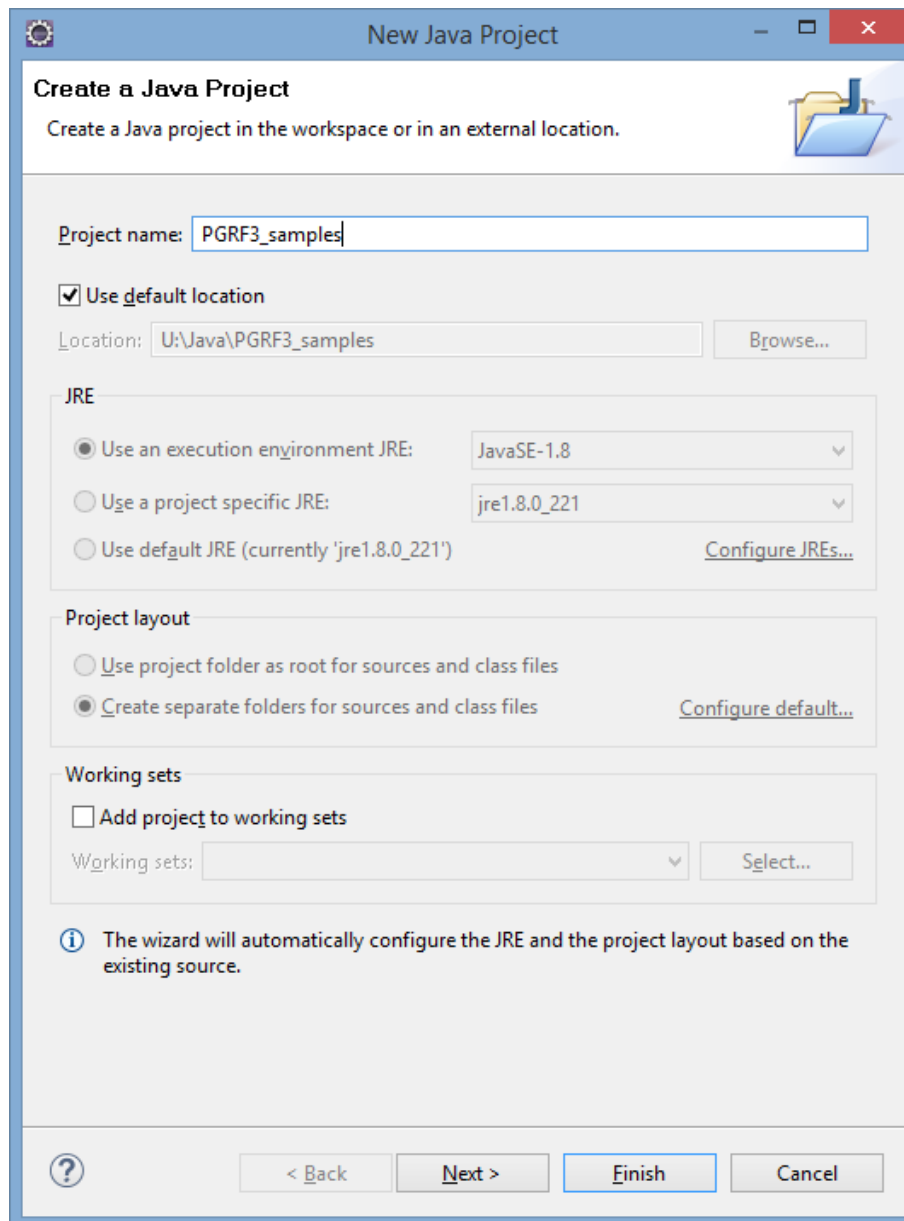 New Java Project
Create a Java Project
Create a Java project in the workspace or in an external location.
Project name: PGRF3_samples
Use default location
Location: U:\Java\PGRF3_samples Browse...
JRE
Use an execution environment JRE: JavaSE-1.8
Use a project specific JRE: jre1.8.0_221
Use default JRE (currently 'jre1.8.0_221') Configure JREs...
Project layout
Use project folder as root for sources and class files
Create separate folders for sources and class files Configure default...
Working sets
Add project to working sets
Working sets: Select...
The wizard will automatically configure the JRE and the project layout based on the
existing source.
? < Back Next > Finish Cancel